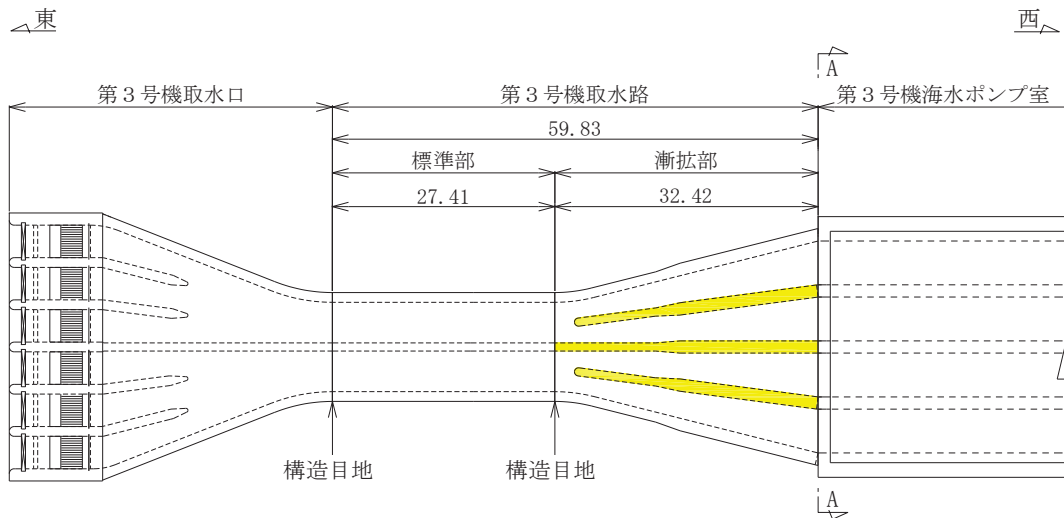 東
西
A
第３号機取水口
第３号機取水路
第３号機海水ポンプ室
59.83
標準部
漸拡部
27.41
32.42
構造目地
構造目地
A